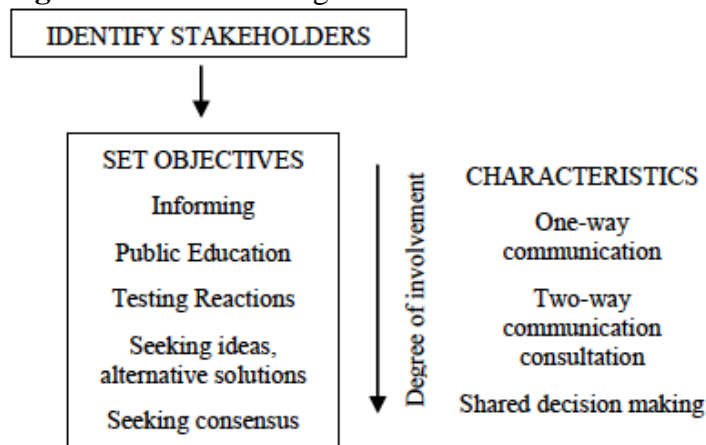 IDENTIFY STAKEHOLDERS
SET OBJECTIVES
Informing
Public Education
Testing Reactions
Seeking ideas,
alternative solutions
Seeking consensus
Degree of involvement
CHARACTERISTICS
One-way
communication
Two-way
communication
consultation
Shared decision making